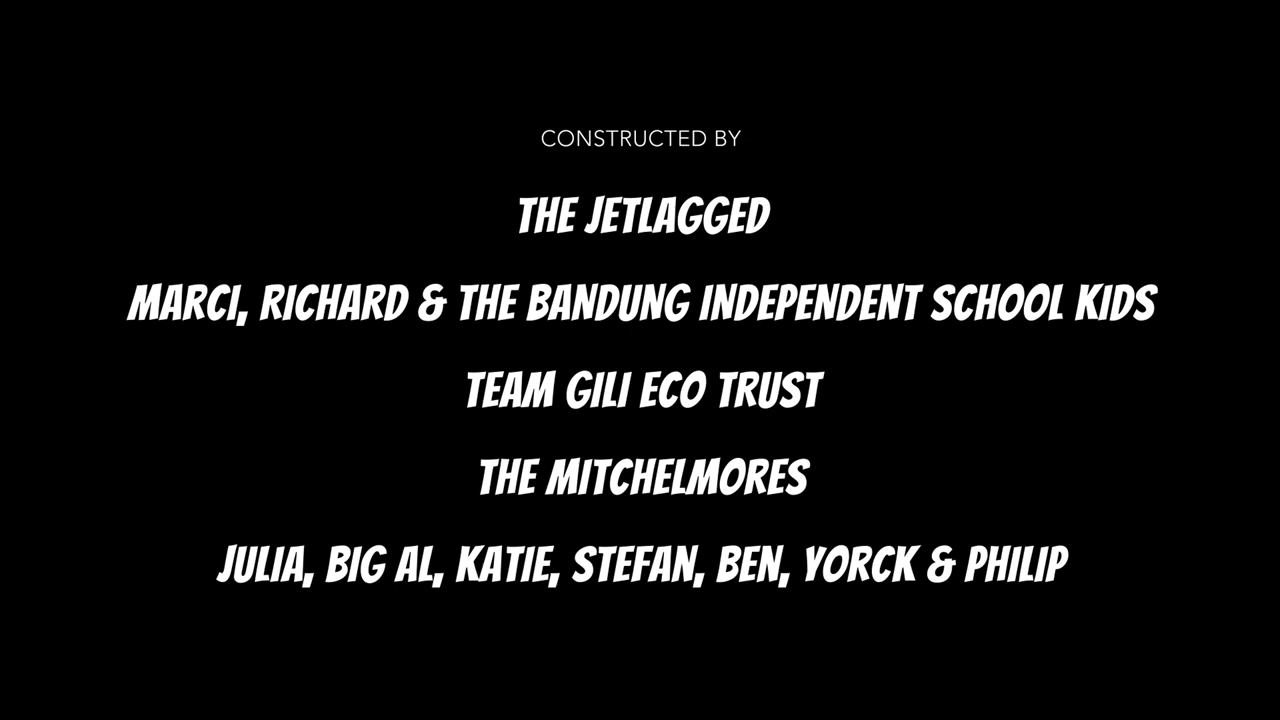 CONSTRUCTED BY
THE JETLAGGED
MARCI, RICHARD & THE BANDUNG INDEPENDENT SCHOOL KIDS
TEAM GILI ECO TRUST
THE MITCHELMORES
JULIA, BIG AL, KATIE, STEFAN, BEN, YORCK & PHILIP